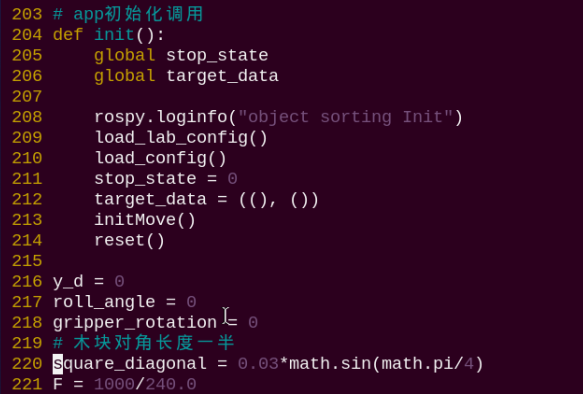 203 # app初始化调用
204 def init():
205     global stop_state
206     global target_data
207
208     rospy.loginfo("object sorting Init")
209     load_lab_config()
210     load_config()
211     stop_state = 0
212     target_data = ((), ())
213     initMove()
214     reset()
215
216 y_d = 0
217 roll_angle = 0
218 gripper_rotation = 0
219 # 木块对角长度一半
220 square_diagonal = 0.03*math.sin(math.pi/4)
221 F = 1000/240.0